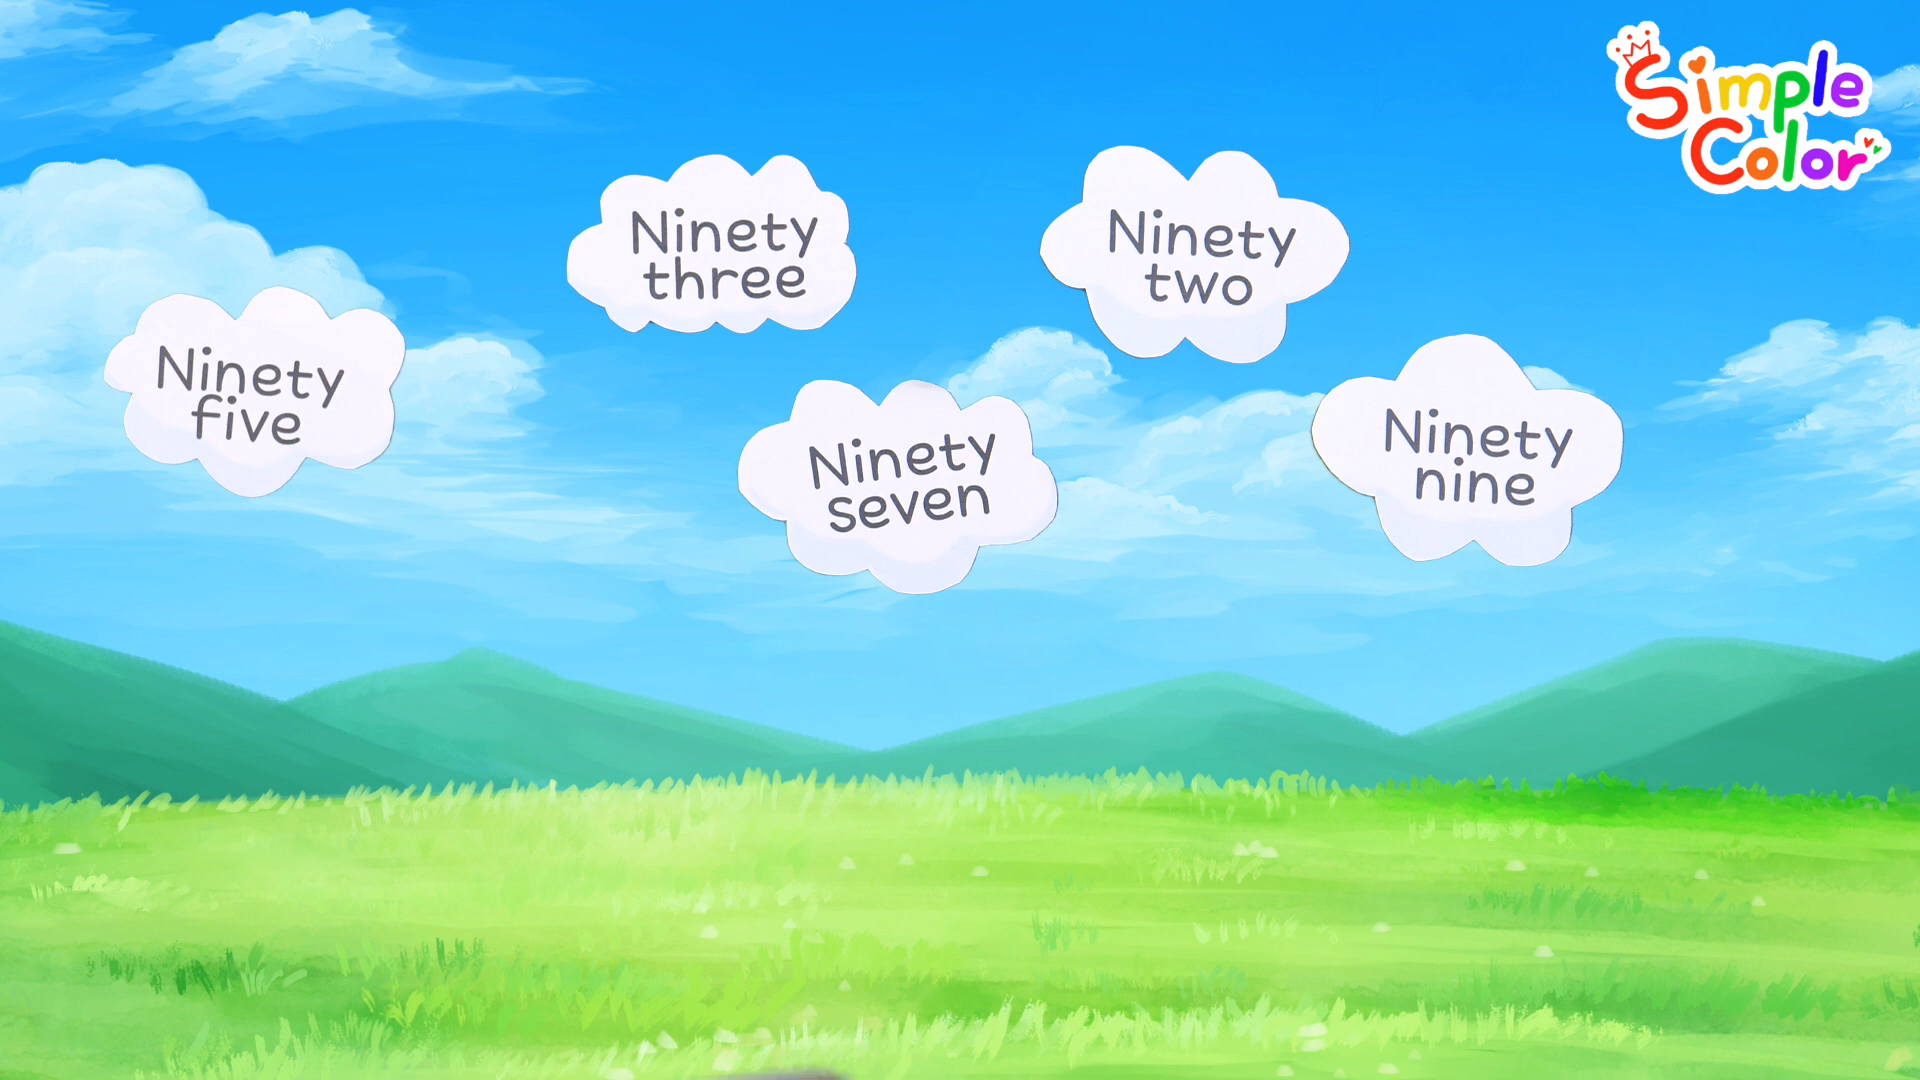 Simple
Color
Ninety
three
Ninety
two
Ninety
five
Ninety
seven
Ninety
nine